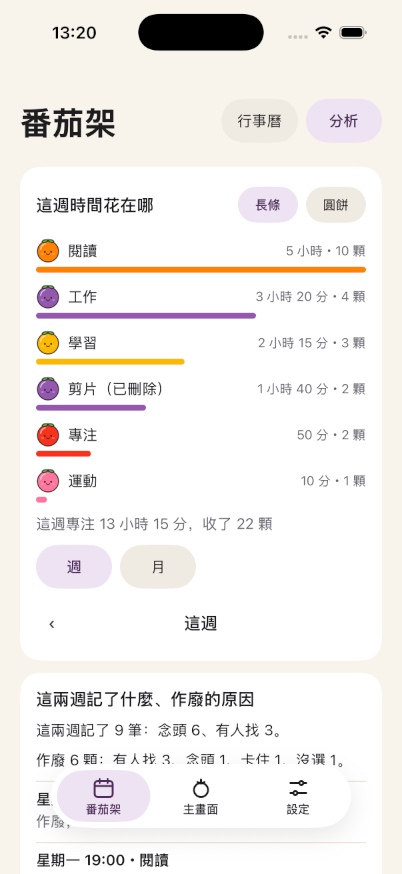 13:20
番茄架
行事曆
分析
這週時間花在哪
長條
圓餅
閱讀
5 小時・10 顆
工作
3 小時 20 分・4 顆
學習
2 小時 15 分・3 顆
剪片（已刪除）
1 小時 40 分・2 顆
專注
50 分・2 顆
運動
10 分・1 顆
這週專注 13 小時 15 分，收了 22 顆
週
月
‹
這週
這兩週記了什麼、作廢的原因
這兩週記了 9 筆：念頭 6、有人找 3。
作廢 6 顆：有人找 3、念頭 1、卡住 1、沒選 1。
星
作廢，
番茄架
主畫面
設定
星期一 19:00・閱讀